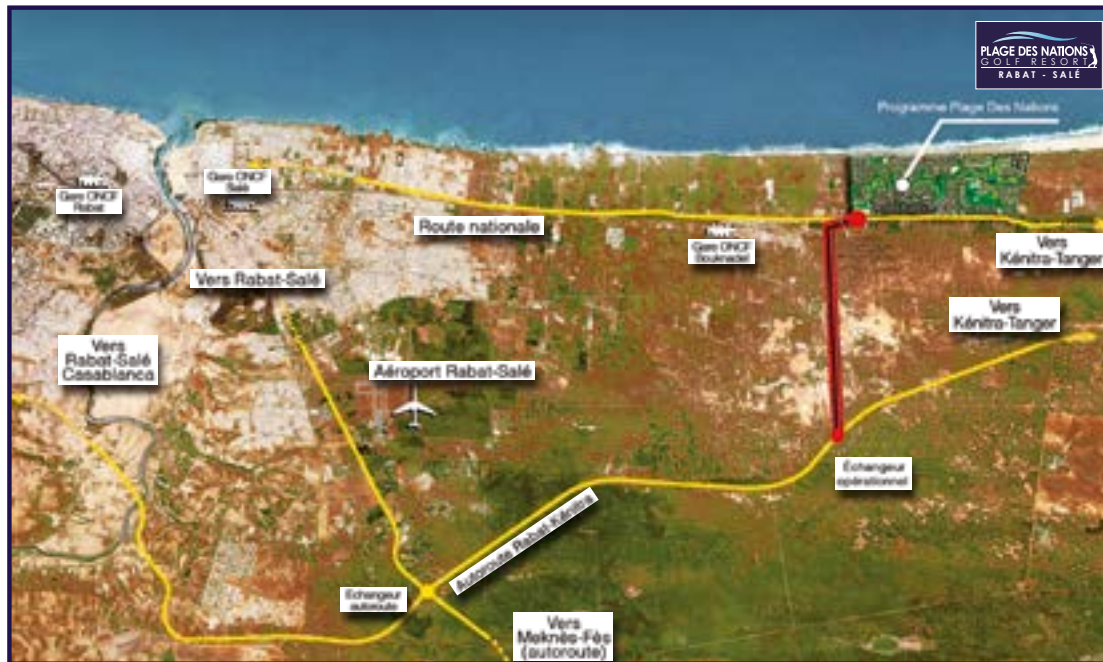 PLAGE DES NATIONS
GOLF RESORT
RABAT - SALÉ
Programme Plage Des Nations
Gare ONCF
Rabat
Gare ONCF
Salé
Route nationale
Gare ONCF
Bouknadel
Vers
Kénitra-Tanger
Vers Rabat-Salé
Vers
Kénitra-Tanger
Vers
Rabat-Salé
Casablanca
Aéroport Rabat-Salé
Échangeur
opérationnel
Autoroute Rabat-Kénitra
Echangeur
autoroute
Vers
Meknès-Fès
(autoroute)